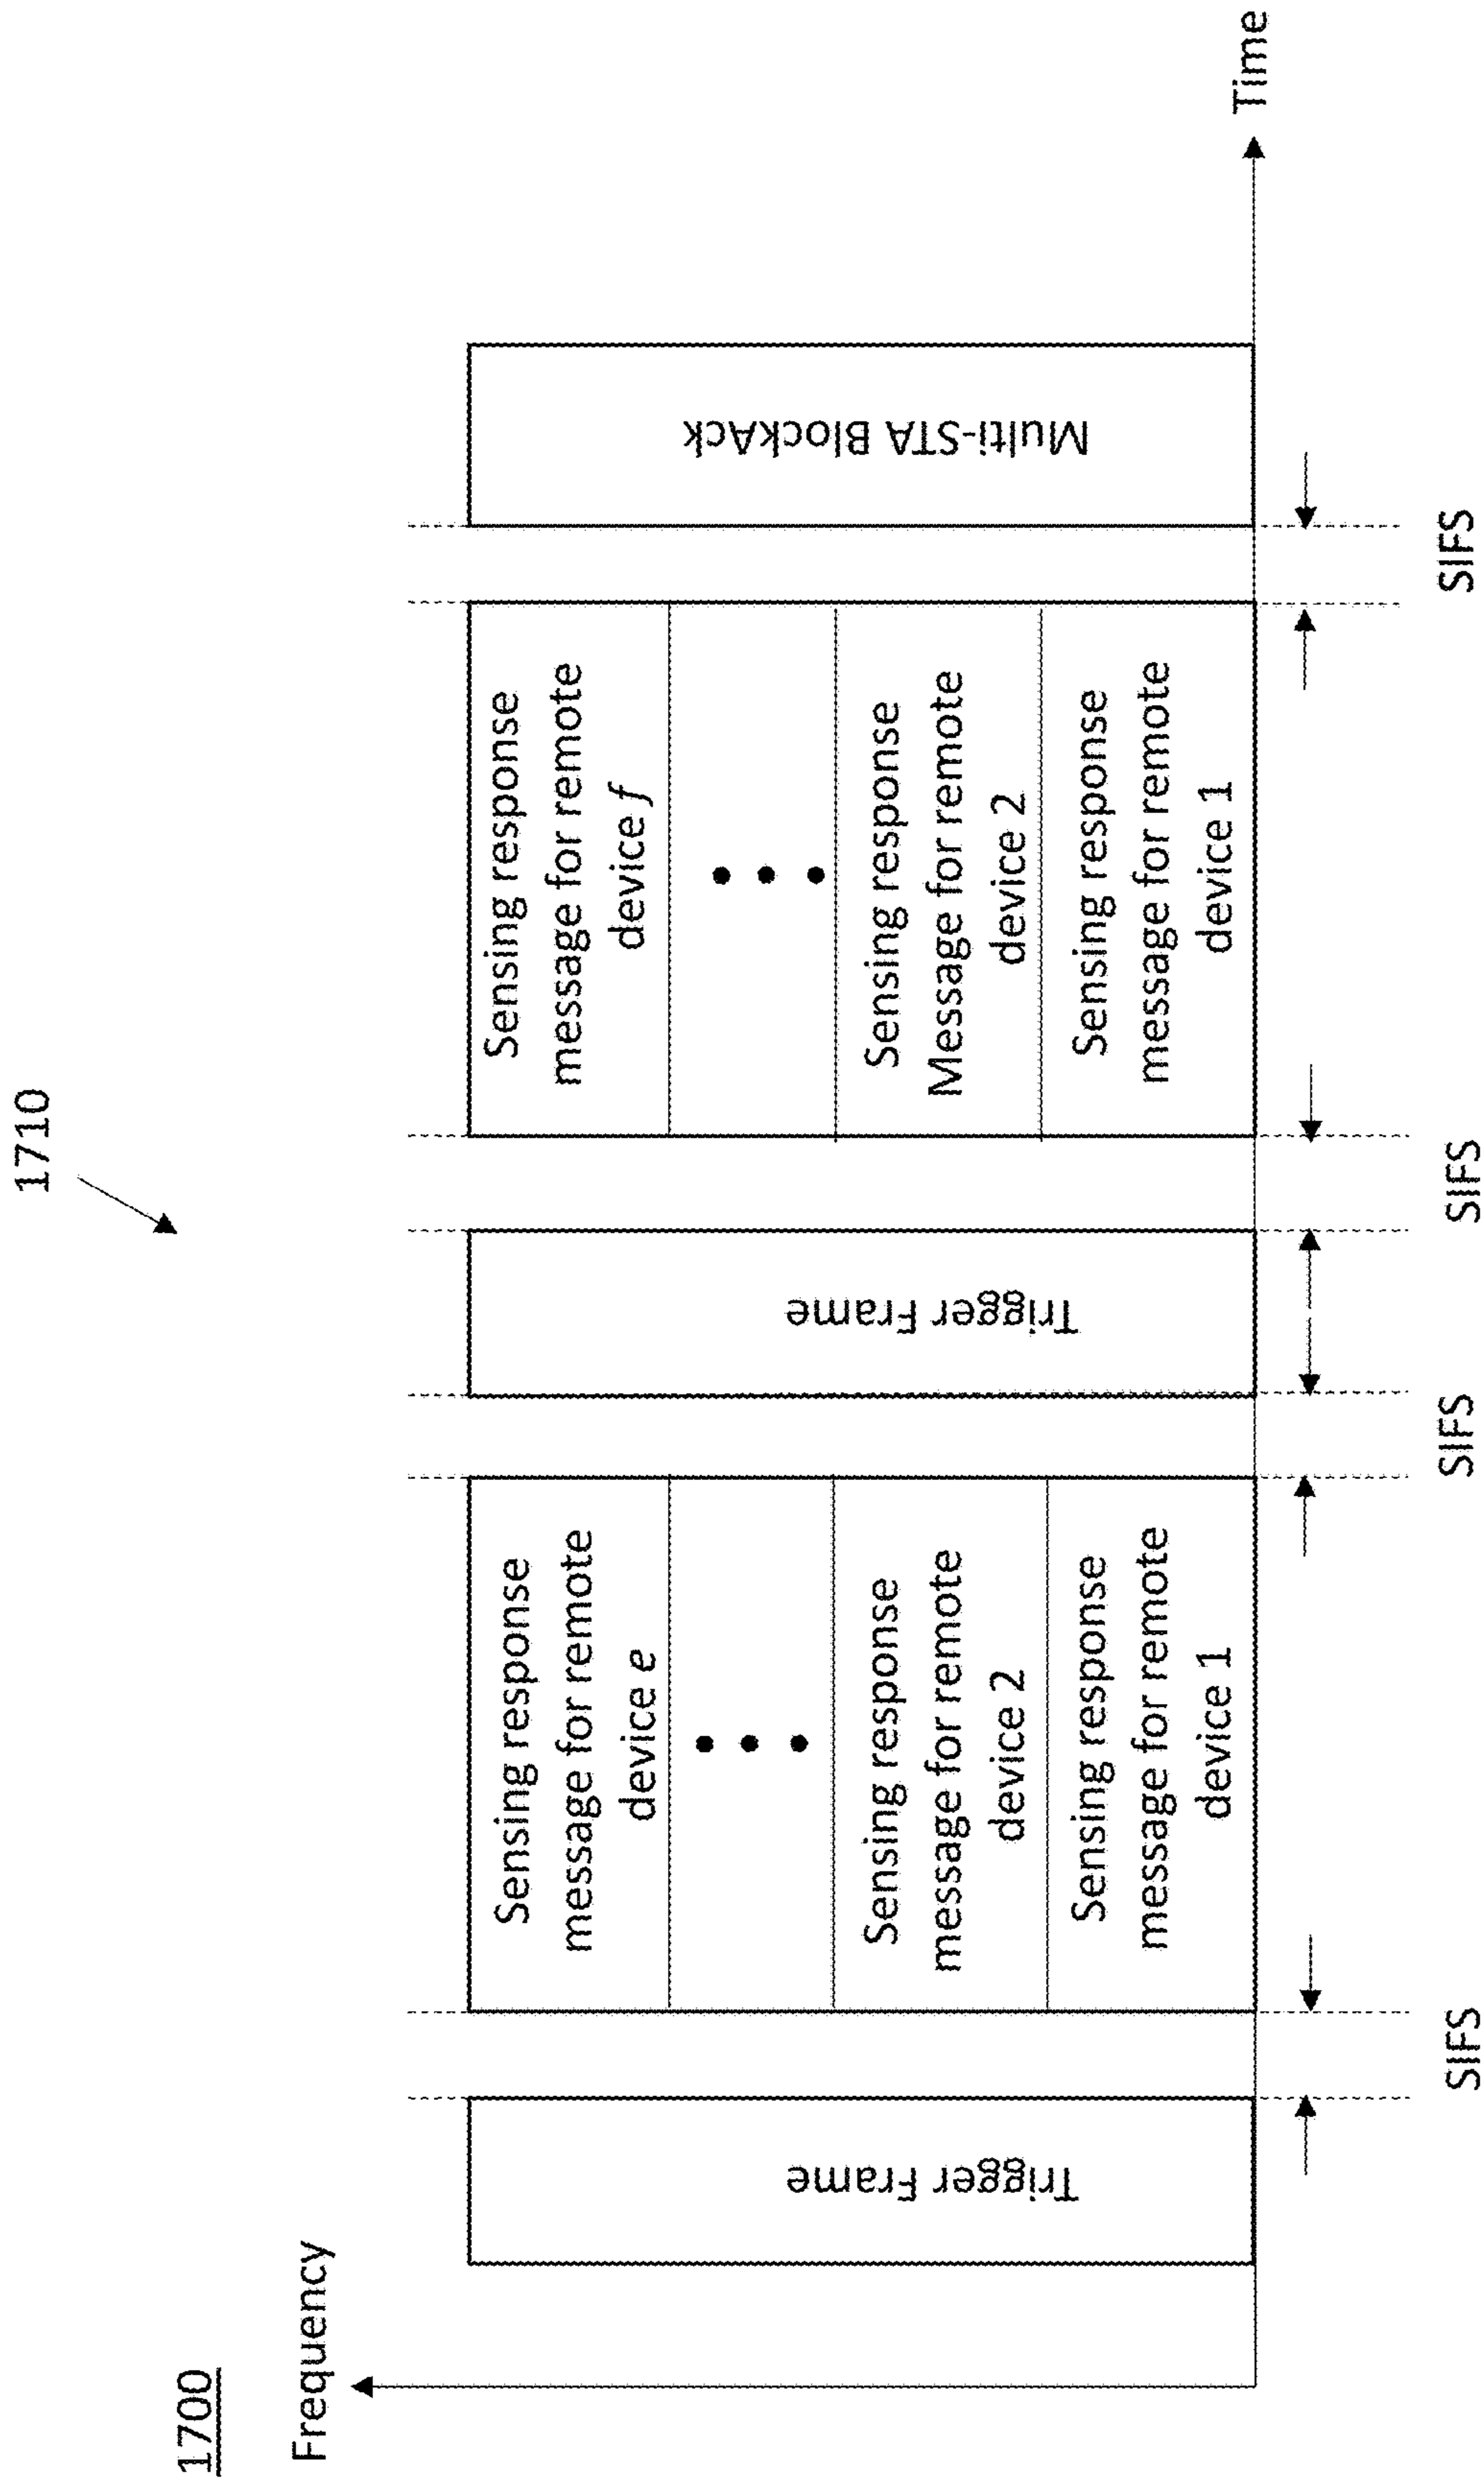 1700
1710
Frequency
Trigger Frame
Sensing response
message for remote
device e
Sensing response
message for remote
device 2
Sensing response
message for remote
device 1
Trigger Frame
Sensing response
message for remote
device f
Sensing response
Message for remote
device 2
Sensing response
message for remote
device 1
Multi-STA BlockAck
Time
SIFS
SIFS
SIFS
SIFS